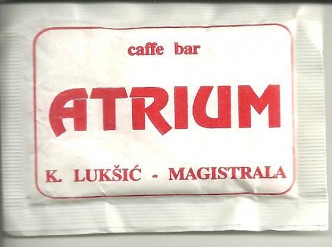 caffe bar
ATRIUM
K. LUKŠIĆ - MAGISTRALA